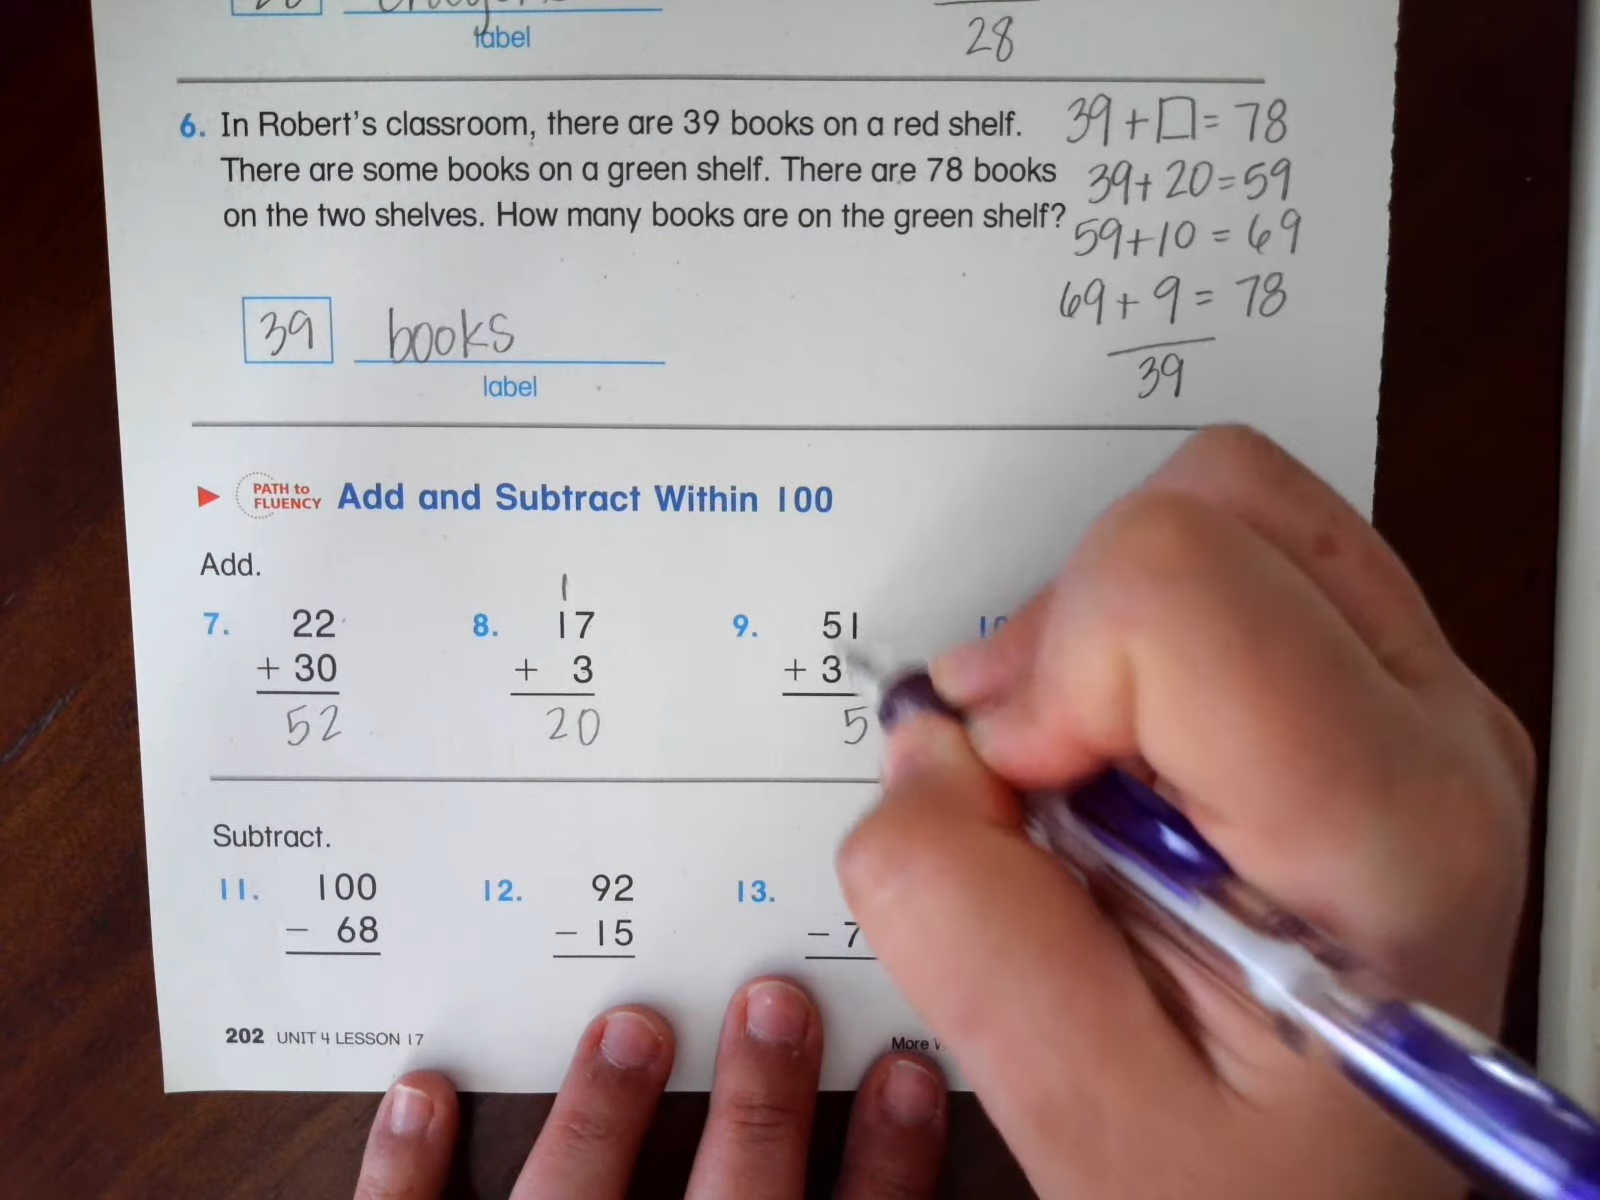 label
28
6. In Robert's classroom, there are 39 books on a red shelf.
There are some books on a green shelf. There are 78 books
on the two shelves. How many books are on the green shelf?
39 + □ = 78
39 + 20 = 59
59 + 10 = 69
69 + 9 = 78
39
39 books
label
PATH to
FLUENCY
Add and Subtract Within 100
Add.
7. 22
+ 30
52
8. 1
17
+ 3
20
9. 51
+ 3
5
Subtract.
11. 100
- 68
12. 92
- 15
13.
- 7
202 UNIT 4 LESSON 17
More